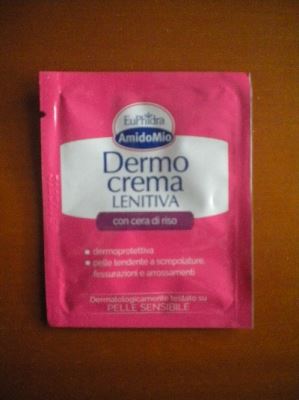 EuPhidra
AmidoMio
Dermo
crema
LENITIVA
con cera di riso
dermoprotettiva
pelle tendente a screpolature,
fessurazioni e arrossamenti
Dermatologicamente testato su
PELLE SENSIBILE